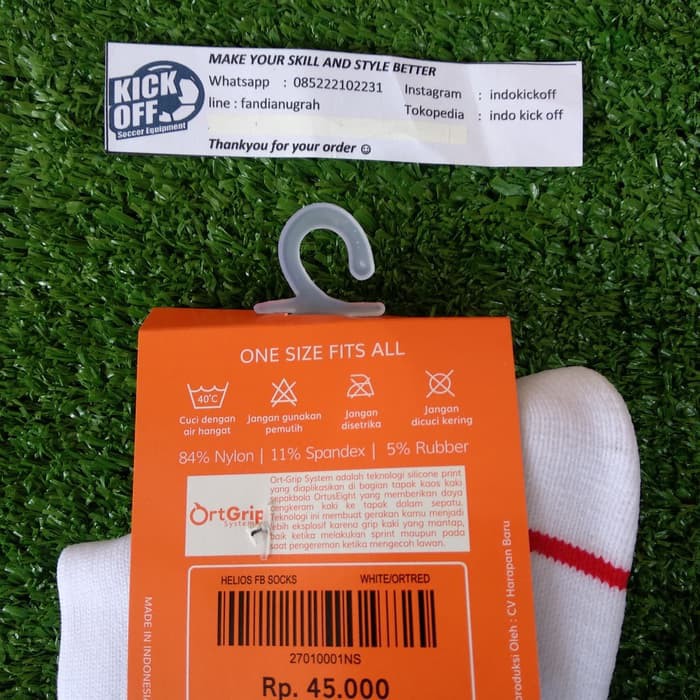 KICK
OFF
Soccer Equipment
MAKE YOUR SKILL AND STYLE BETTER
Whatsapp : 085222102231
line : fandianugrah
Instagram : indokickoff
Tokopedia : indo kick off
Thankyou for your order ☺
ONE SIZE FITS ALL
40°C
Cuci dengan
air hangat
Jangan gunakan
pemutih
Jangan
disetrika
Jangan
dicuci kering
84% Nylon | 11% Spandex | 5% Rubber
OrtGrip
System
Ort-Grip System adalah teknologi silicone print
yang diaplikasikan di bagian tapak kaos kaki
sepakbola OrtusEight yang memberikan daya
cengkeram kaki ke tapak dalam sepatu.
Teknologi ini membuat gerakan kamu menjadi
lebih eksplosif karena grip kaki yang mantap,
baik ketika melakukan sprint maupun pada
saat pengereman ketika mengecoh lawan.
HELIOS FB SOCKS
WHITE/ORTRED
27010001NS
Rp. 45.000
MADE IN INDONESIA
roduksi Oleh : CV Harapan Baru